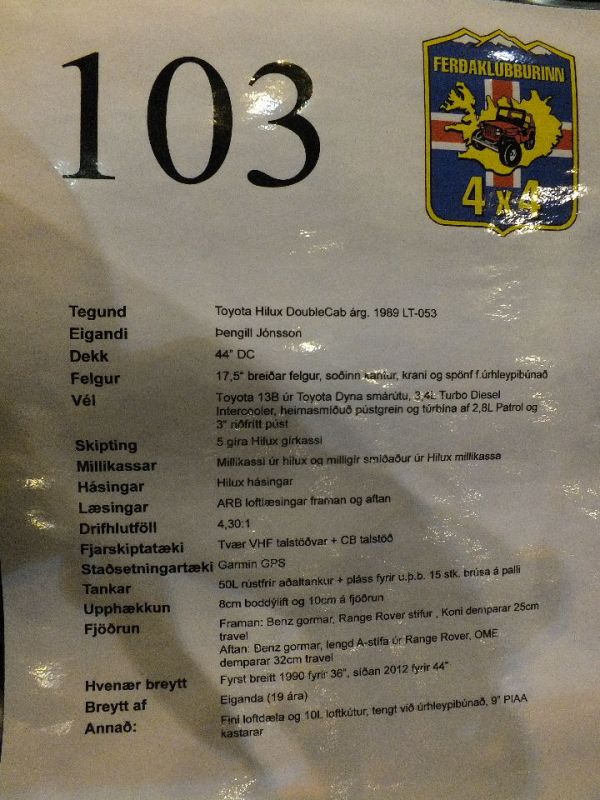 103
FERÐAKLÚBBURINN
4 x 4
Tegund Toyota Hilux DoubleCab árg. 1989 LT-053
Eigandi Þengill Jónsson
Dekk 44" DC
Felgur 17,5" breiðar felgur, soðinn kantur, krani og spönf f úrhleypibúnað
Vél Toyota 13B úr Toyota Dyna smárútu, 3,4L Turbo Diesel
Intercooler, heimasmíðuð pústgrein og túrbína af 2,8L Patrol og
3" riðfrítt púst
Skipting 5 gíra Hilux gírkassi
Millikassar Millikassi úr hilux og milligír smíðaður úr Hilux millikassa
Hásingar Hilux hásingar
Læsingar ARB loftlæsingar framan og aftan
Drifhlutföll 4,30:1
Fjarskiptatæki Tvær VHF talstöðvar + CB talstöð
Staðsetningartæki Garmin GPS
Tankar 50L rústfrír aðaltankur + pláss fyrir u.þ.b. 15 stk. brúsa á palli
Upphækkun 8cm boddýlift og 10cm á fjöðrun
Fjöðrun Framan: Benz gormar, Range Rover stífur , Koni demparar 25cm
travel
Aftan: Benz gormar, lengd A-stífa úr Range Rover, OME
demparar 32cm travel
Hvenær breytt Fyrst breitt 1990 fyrir 36", síðan 2012 fyrir 44"
Breytt af Eiganda (19 ára)
Annað: Fini loftdæla og 10l. loftkútur, tengt við úrhleypibúnað, 9" PIAA
kastarar